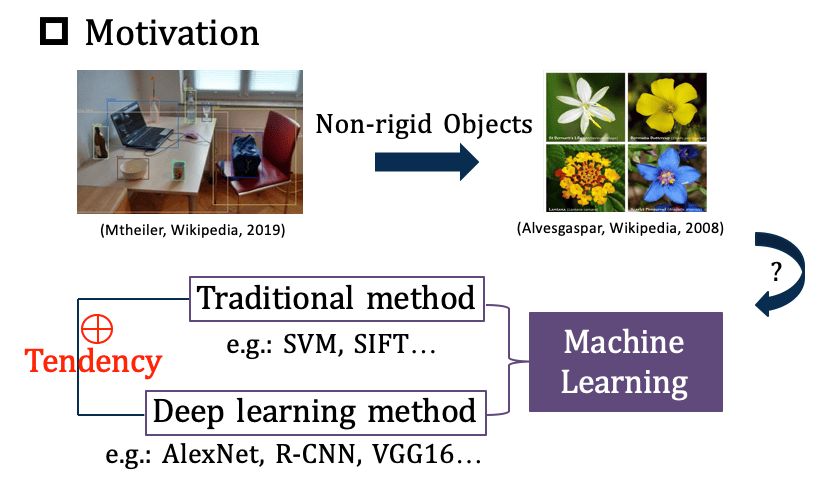 Motivation
Non-rigid Objects
(Mtheiler, Wikipedia, 2019)
(Alvesgaspar, Wikipedia, 2008)
?
Traditional method
e.g.: SVM, SIFT...
Tendency
Machine
Learning
Deep learning method
e.g.: AlexNet, R-CNN, VGG16...